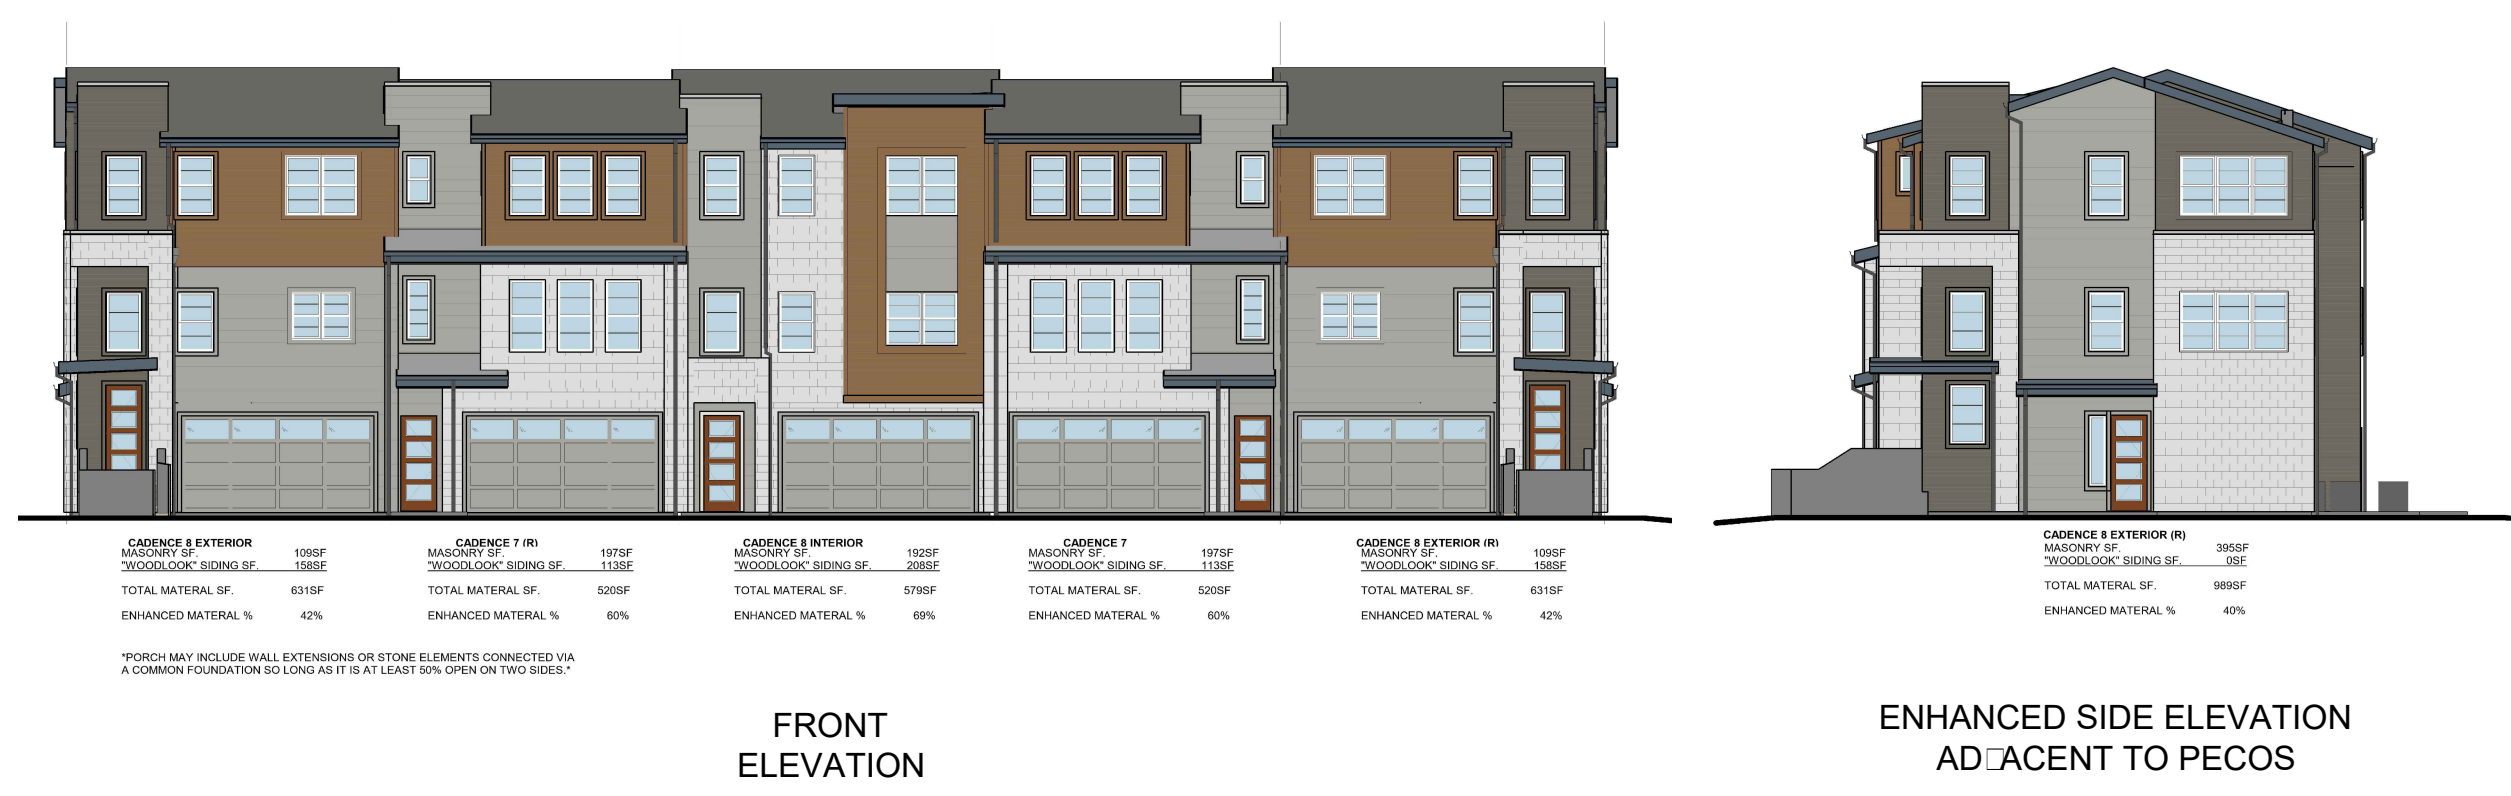 CADENCE 8 EXTERIOR
MASONRY SF. 109SF
"WOODLOOK" SIDING SF. 158SF
TOTAL MATERAL SF. 631SF
ENHANCED MATERAL % 42%
CADENCE 7 (R)
MASONRY SF. 197SF
"WOODLOOK" SIDING SF. 113SF
TOTAL MATERAL SF. 520SF
ENHANCED MATERAL % 60%
CADENCE 8 INTERIOR
MASONRY SF. 192SF
"WOODLOOK" SIDING SF. 208SF
TOTAL MATERAL SF. 579SF
ENHANCED MATERAL % 69%
CADENCE 7
MASONRY SF. 197SF
"WOODLOOK" SIDING SF. 113SF
TOTAL MATERAL SF. 520SF
ENHANCED MATERAL % 60%
CADENCE 8 EXTERIOR (R)
MASONRY SF. 109SF
"WOODLOOK" SIDING SF. 158SF
TOTAL MATERAL SF. 631SF
ENHANCED MATERAL % 42%
*PORCH MAY INCLUDE WALL EXTENSIONS OR STONE ELEMENTS CONNECTED VIA
A COMMON FOUNDATION SO LONG AS IT IS AT LEAST 50% OPEN ON TWO SIDES.*
FRONT
ELEVATION
CADENCE 8 EXTERIOR (R)
MASONRY SF. 395SF
"WOODLOOK" SIDING SF. 0SF
TOTAL MATERAL SF. 989SF
ENHANCED MATERAL % 40%
ENHANCED SIDE ELEVATION
AD□ACENT TO PECOS